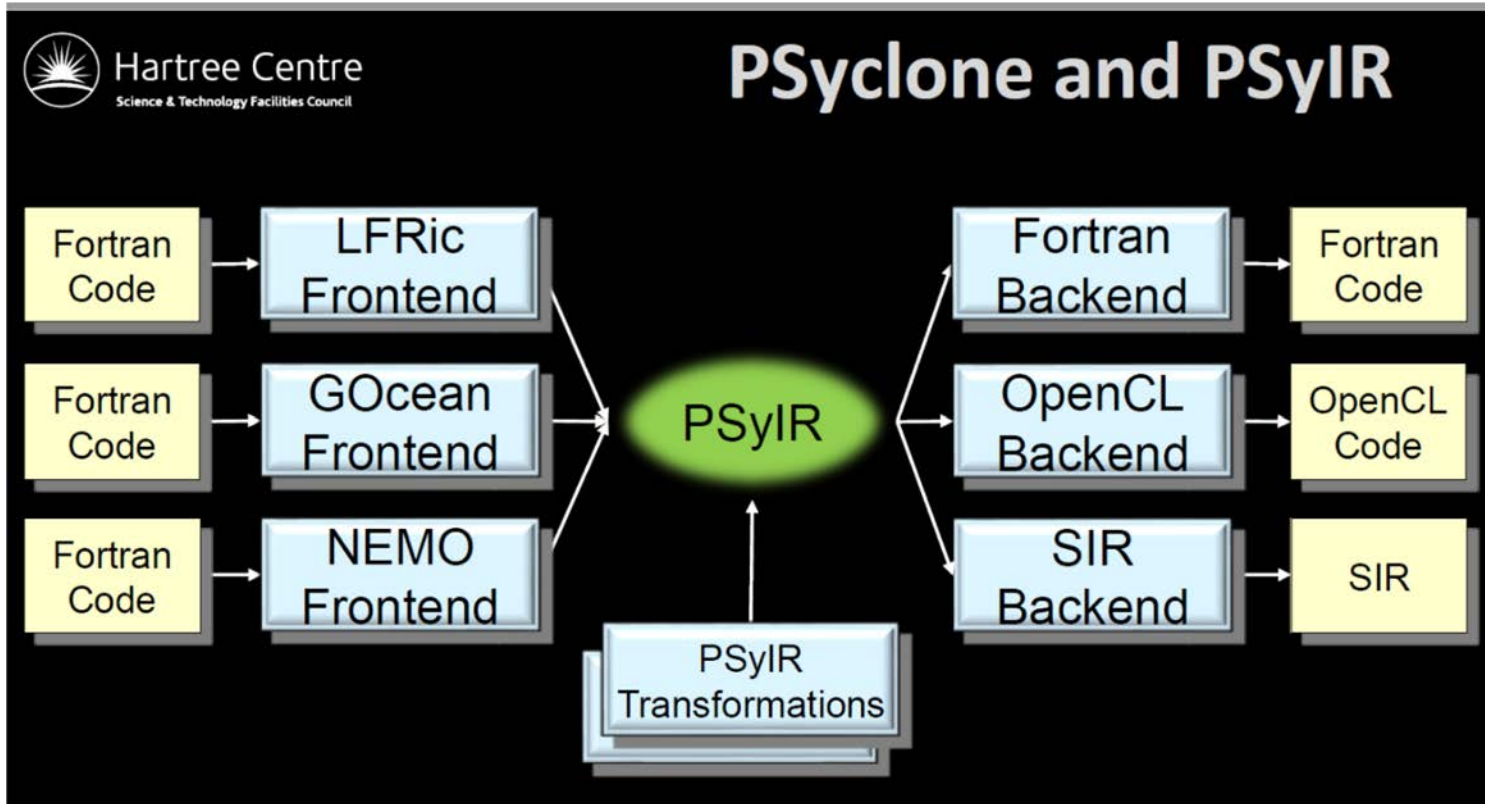 Hartree Centre
Science & Technology Facilities Council
PSyclone and PSyIR
Fortran
Code
LFRic
Frontend
Fortran
Backend
Fortran
Code
Fortran
Code
GOcean
Frontend
PSyIR
OpenCL
Backend
OpenCL
Code
Fortran
Code
NEMO
Frontend
SIR
Backend
SIR
PSyIR
Transformations